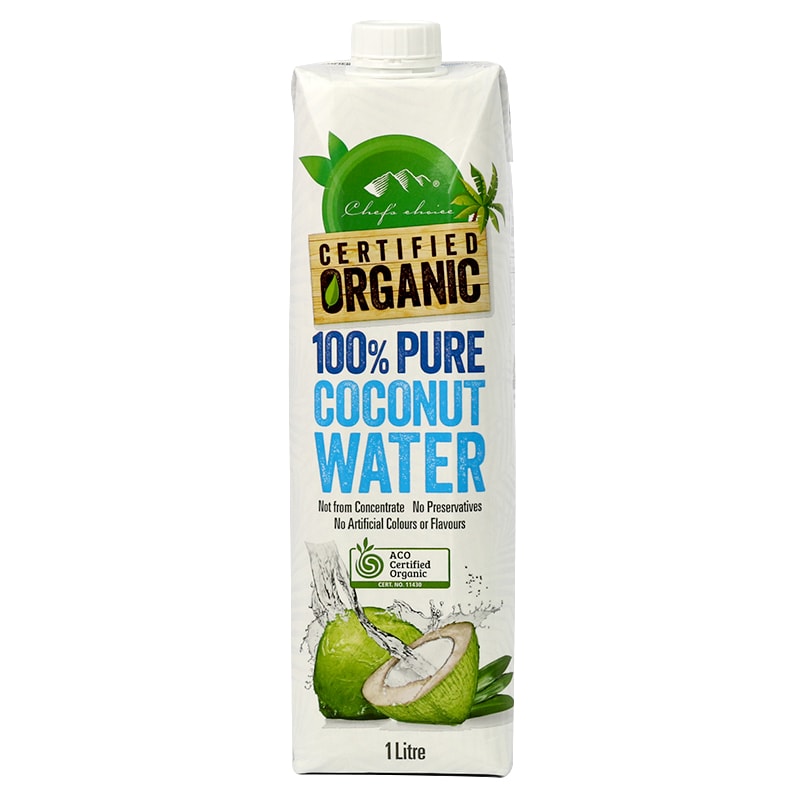 Chef's choice ®
CERTIFIED
ORGANIC
100% PURE
COCONUT
WATER
Not from Concentrate No Preservatives
No Artificial Colours or Flavours
ACO
Certified
Organic
CERT. NO. 11430
1 Litre